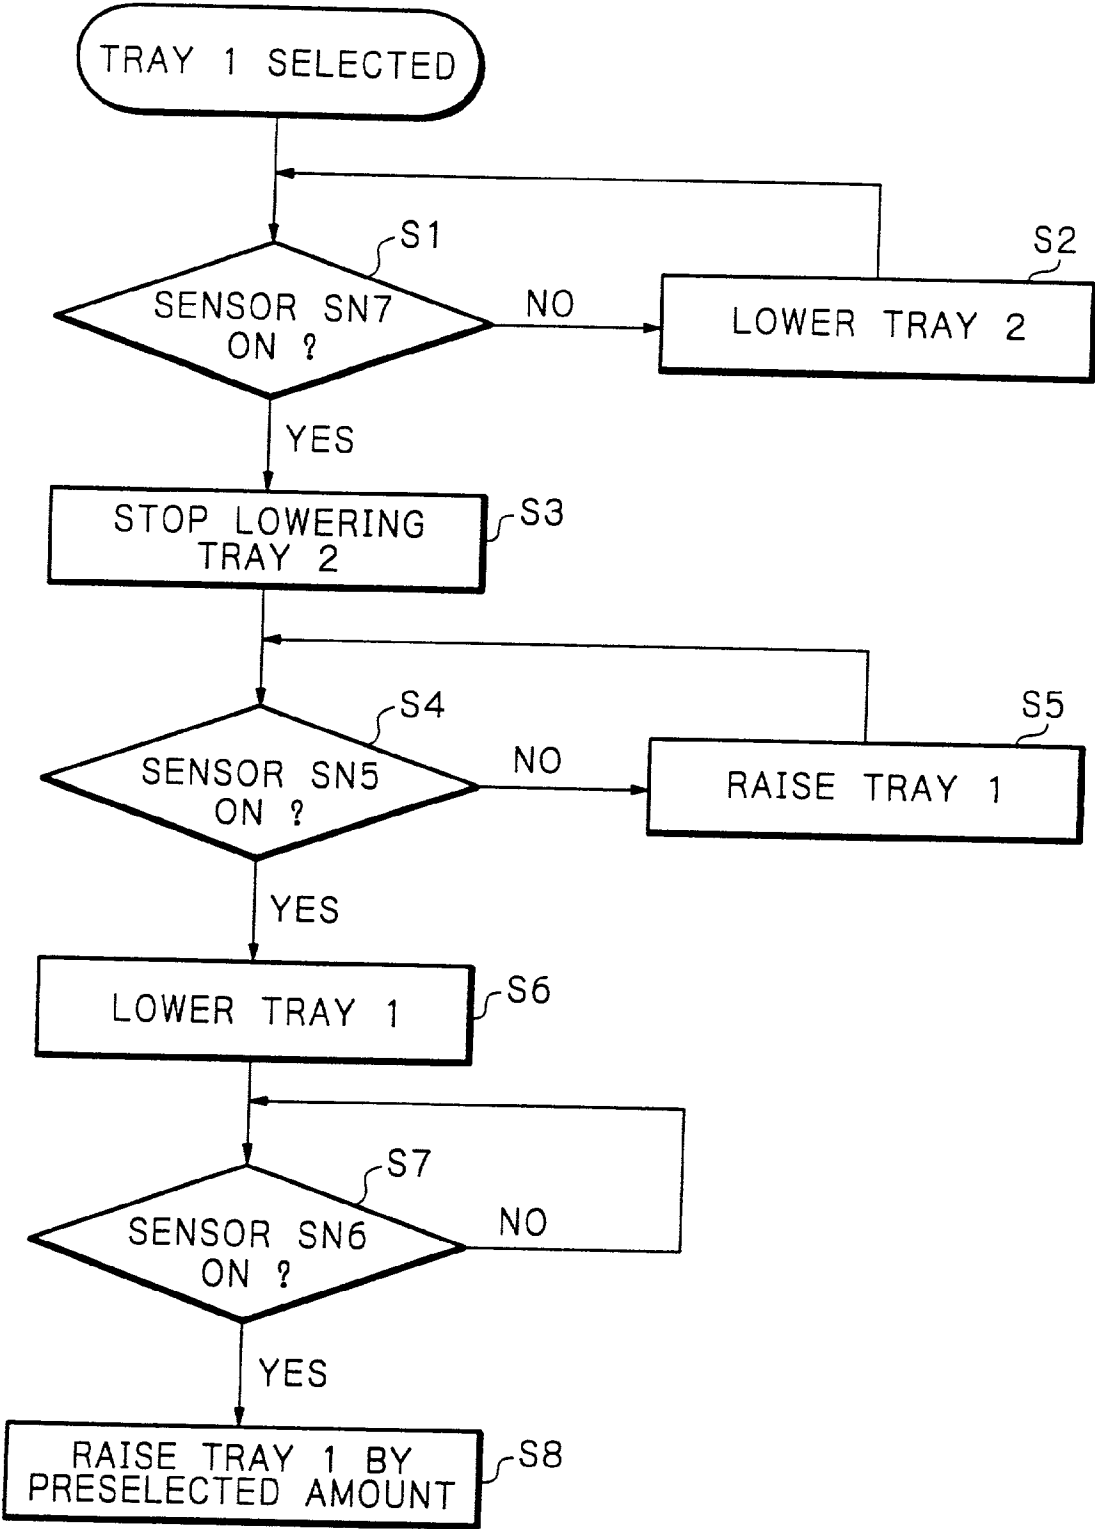 TRAY 1 SELECTED
S1
SENSOR SN7
ON ?
NO
S2
LOWER TRAY 2
YES
STOP LOWERING
TRAY 2
S3
S4
SENSOR SN5
ON ?
NO
S5
RAISE TRAY 1
YES
LOWER TRAY 1
S6
S7
SENSOR SN6
ON ?
NO
YES
RAISE TRAY 1 BY
PRESELECTED AMOUNT
S8